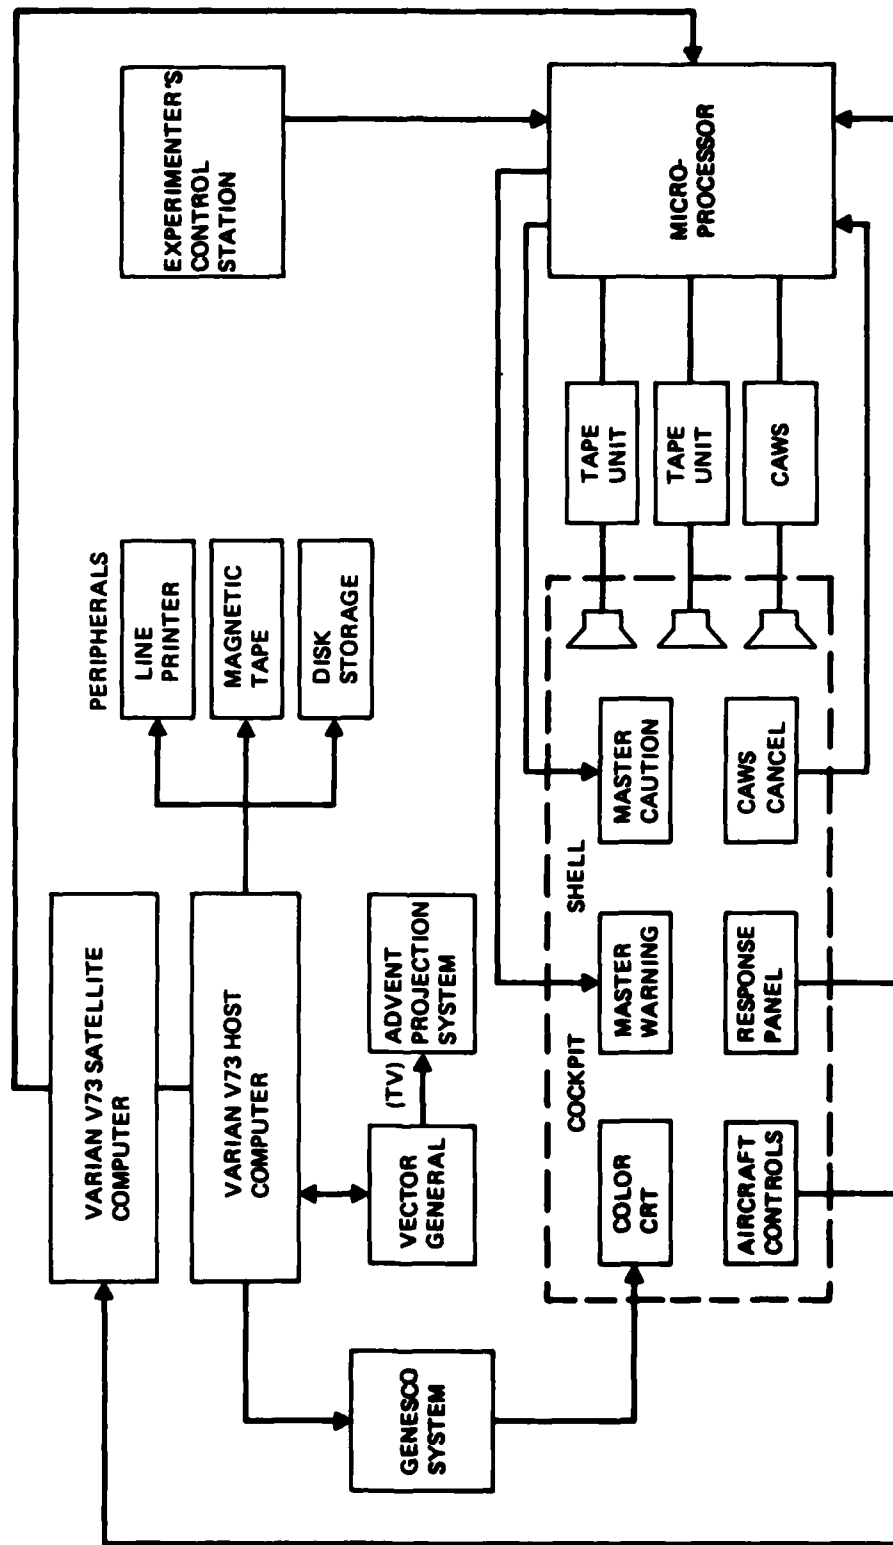 VARIAN V73 SATELLITE
COMPUTER
VARIAN V73 HOST
COMPUTER
PERIPHERALS
LINE
PRINTER
MAGNETIC
TAPE
DISK
STORAGE
EXPERIMENTER'S
CONTROL
STATION
GENESCO
SYSTEM
VECTOR
GENERAL
(TV)
ADVENT
PROJECTION
SYSTEM
COCKPIT
SHELL
COLOR
CRT
MASTER
WARNING
MASTER
CAUTION
AIRCRAFT
CONTROLS
RESPONSE
PANEL
CAWS
CANCEL
TAPE
UNIT
TAPE
UNIT
CAWS
MICRO-
PROCESSOR